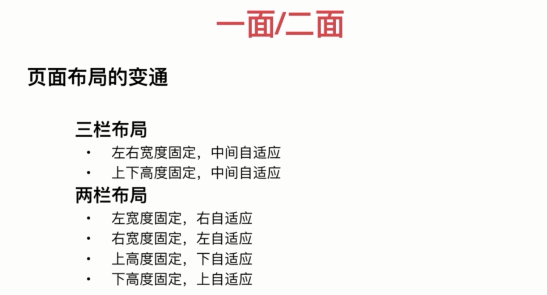 一面/二面
页面布局的变通
三栏布局
• 左右宽度固定，中间自适应
• 上下高度固定，中间自适应
两栏布局
• 左宽度固定，右自适应
• 右宽度固定，左自适应
• 上高度固定，下自适应
• 下高度固定，上自适应